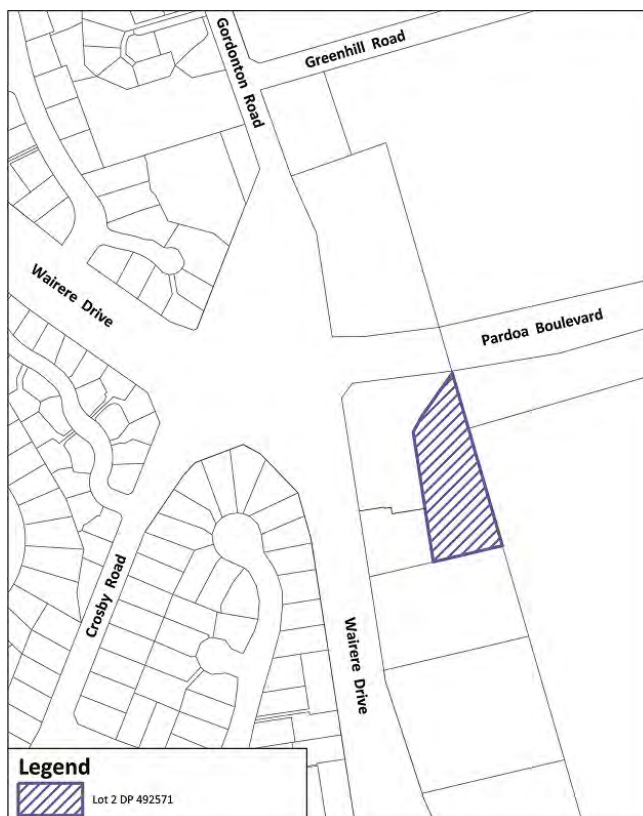 Greenhill Road
Gordonton Road
Wairere Drive
Pardoa Boulevard
Crosby Road
Wairere Drive
Legend
Lot 2 DP 492571